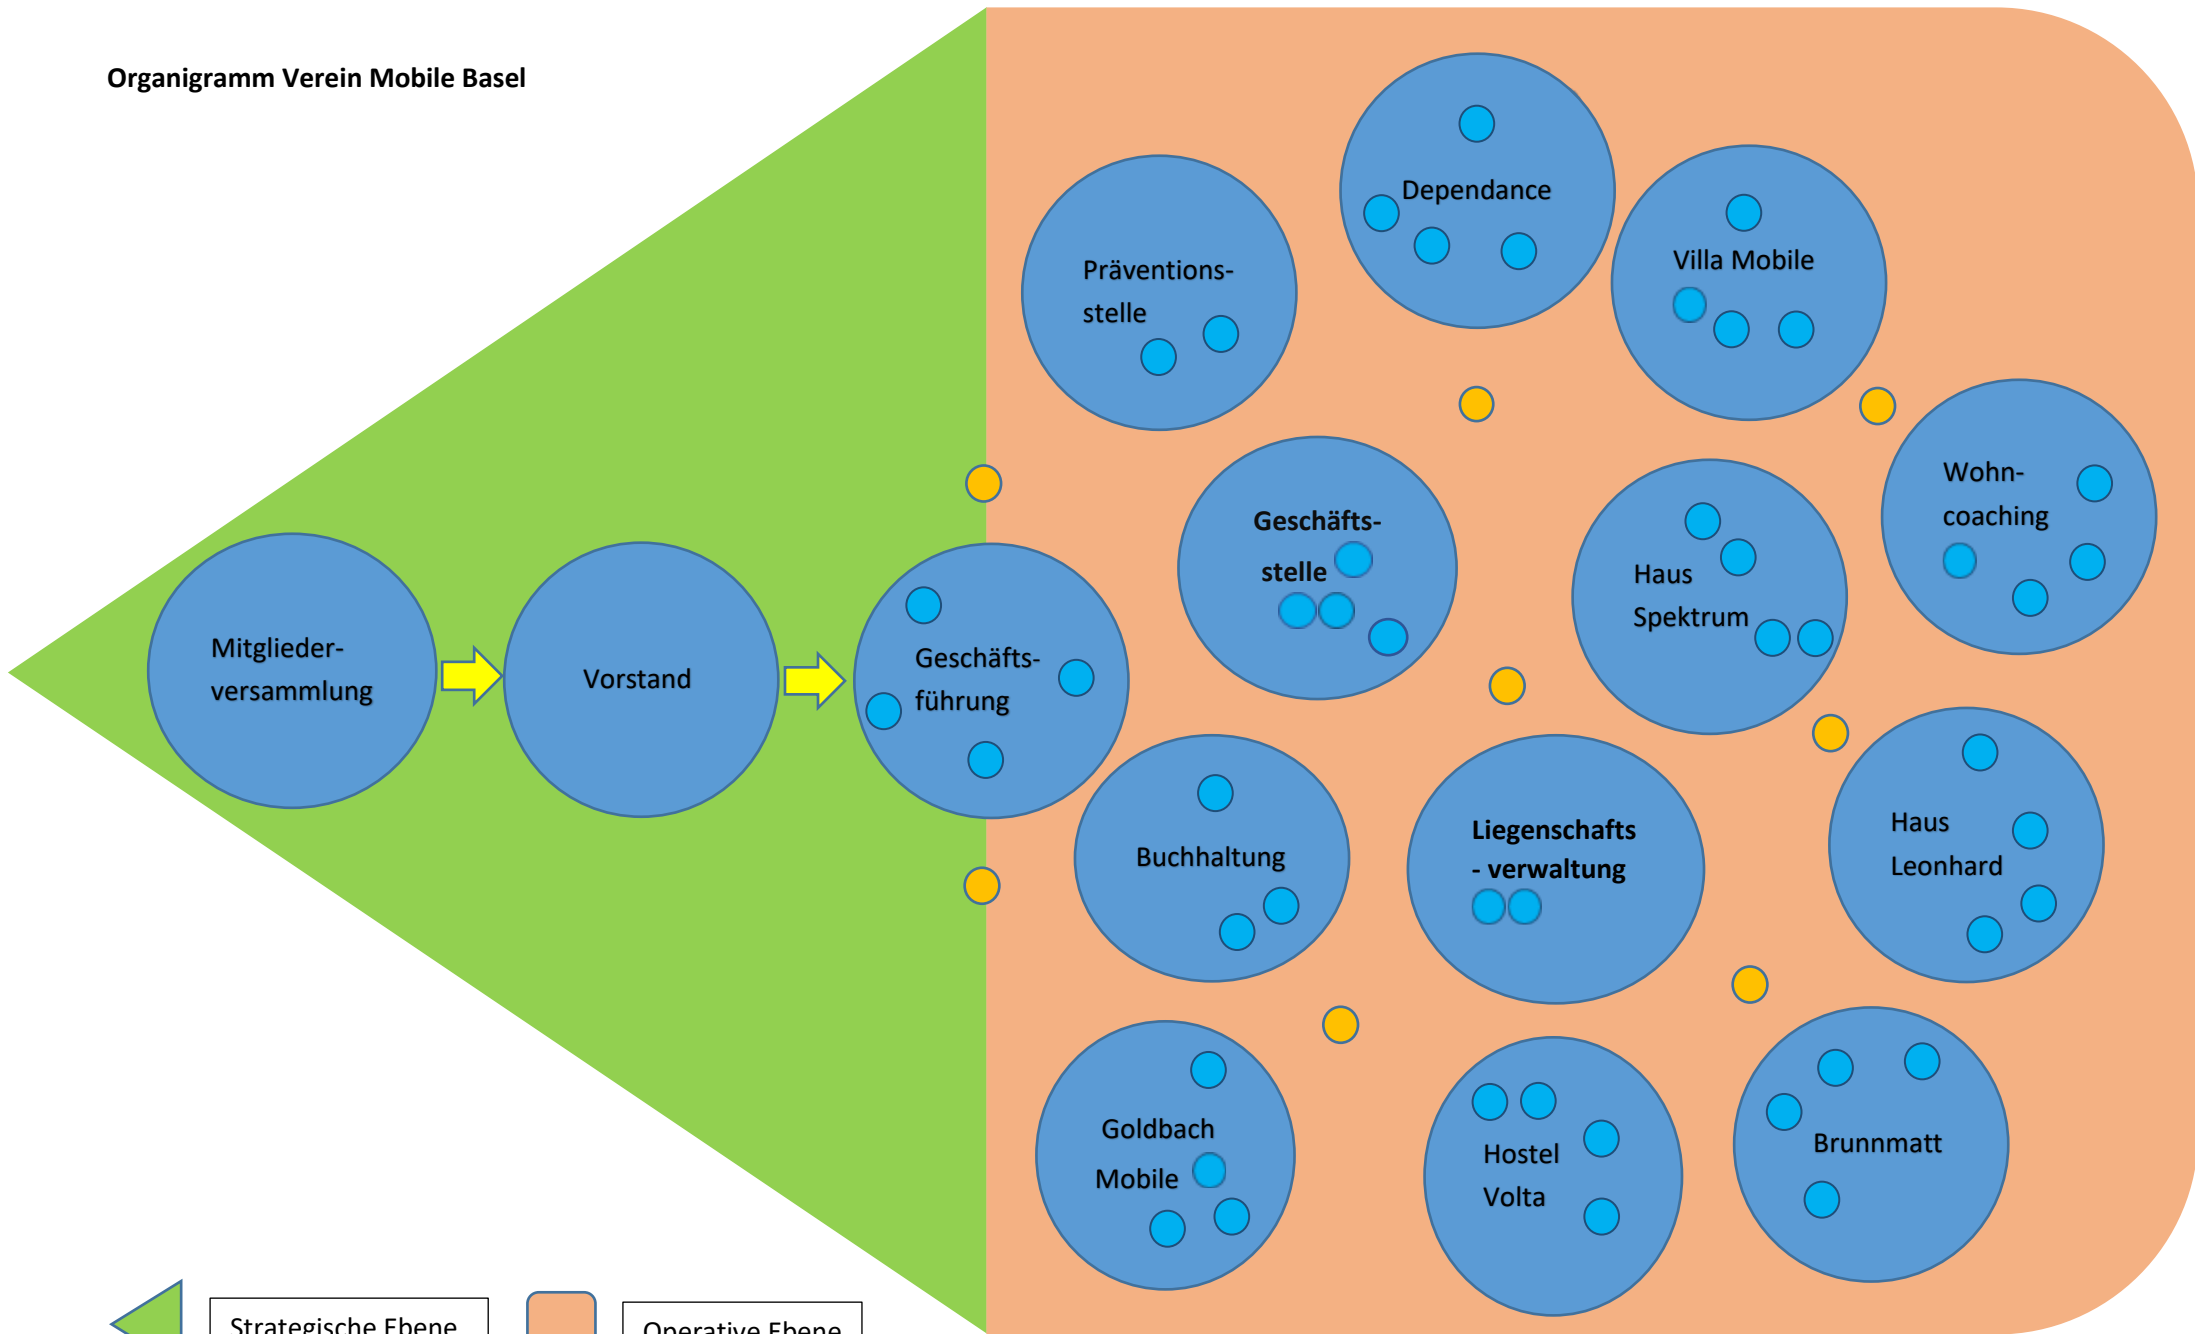 Organigramm Verein Mobile Basel
Dependance
Präventions-
stelle
Villa Mobile
Wohn-
coaching
Geschäfts-
stelle
Haus
Spektrum
Mitglieder-
versammlung
Vorstand
Geschäfts-
führung
Buchhaltung
Liegenschafts
- verwaltung
Haus
Leonhard
Goldbach
Mobile
Hostel
Volta
Brunnmatt
Strategische Ebene
Operative Ebene